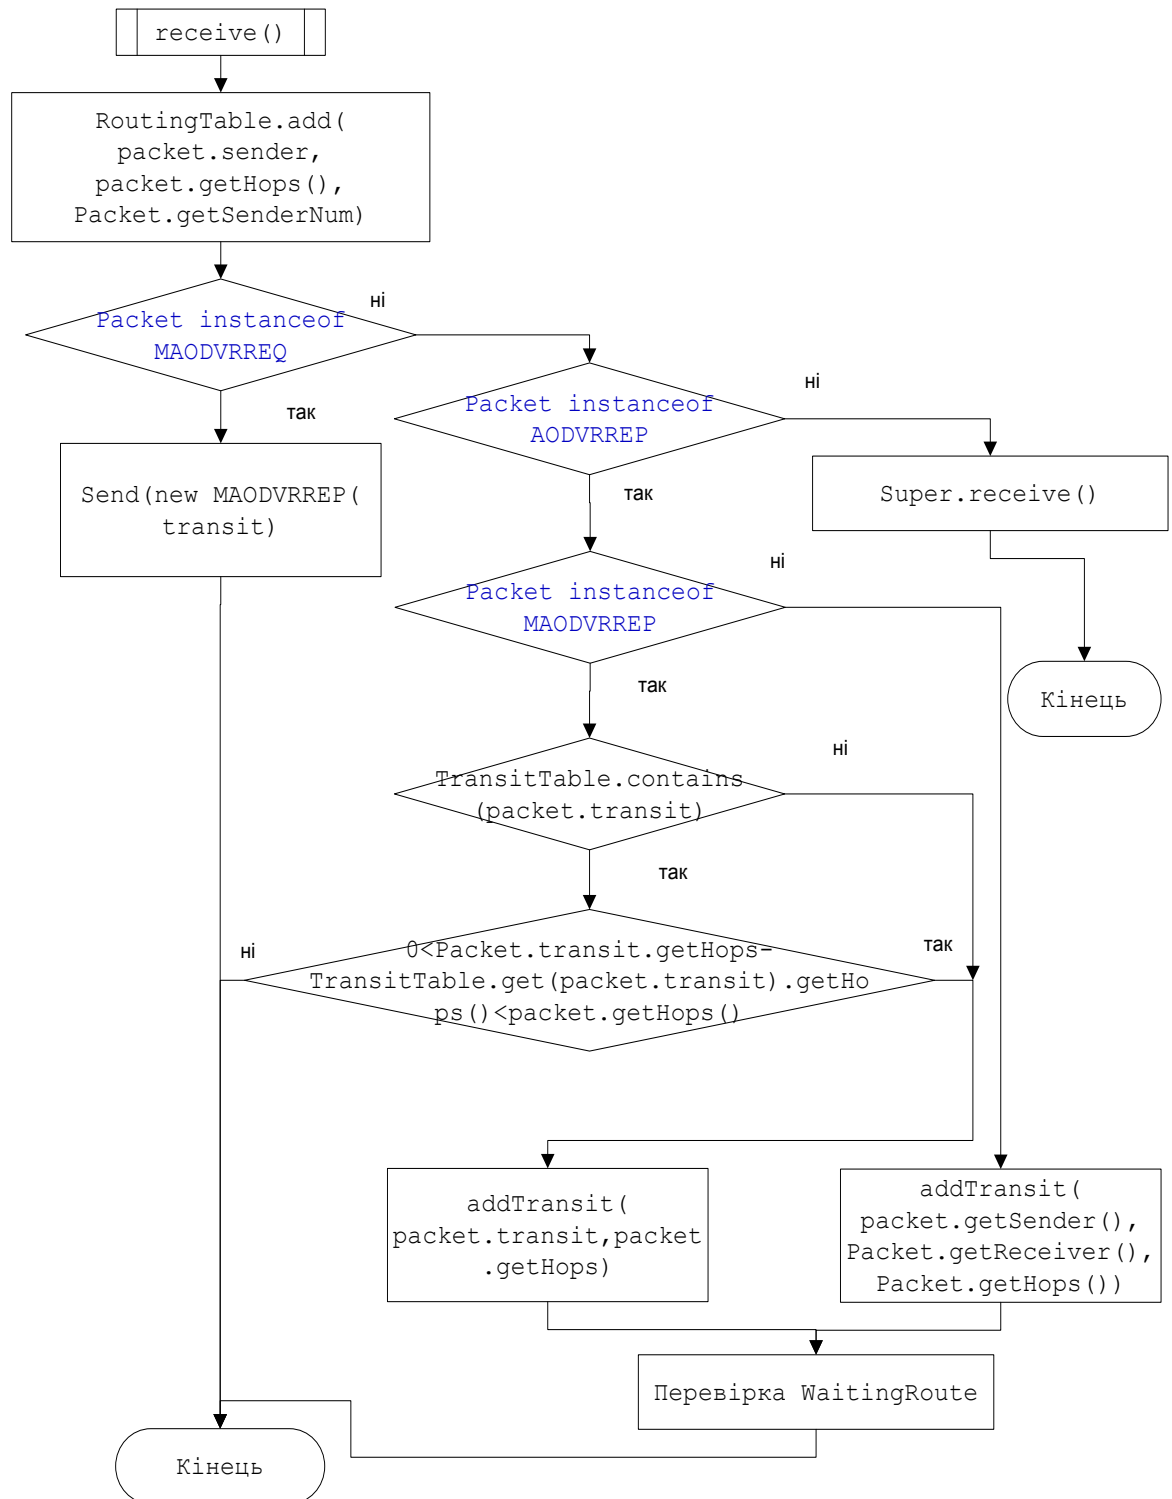 receive()
RoutingTable.add(
packet.sender,
packet.getHops(),
Packet.getSenderNum)
ні
Packet instanceof
MAODVRREQ
так
ні
Packet instanceof
AODVRREP
Send(new MAODVRREP(
transit)
так
Super.receive()
ні
Packet instanceof
MAODVRREP
так
Кінець
ні
TransitTable.contains
(packet.transit)
так
ні
0<Packet.transit.getHops-
TransitTable.get(packet.transit).getHo
ps()<packet.getHops()
так
addTransit(
packet.transit,packet
.getHops)
addTransit(
packet.getSender(),
Packet.getReceiver(),
Packet.getHops())
Перевірка WaitingRoute
Кінець